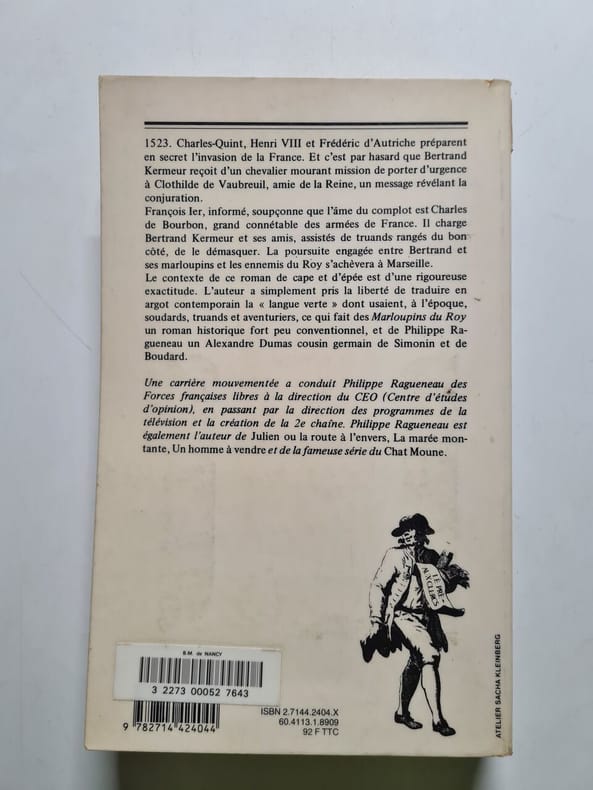 1523. Charles-Quint, Henri VIII et Frédéric d'Autriche préparent
en secret l'invasion de la France. Et c'est par hasard que Bertrand
Kermeur reçoit d'un chevalier mourant mission de porter d'urgence
à Clothilde de Vaubreuil, amie de la Reine, un message révélant la
conjuration.
François Ier, informé, soupçonne que l'âme du complot est Charles
de Bourbon, grand connétable des armées de France. Il charge
Bertrand Kermeur et ses amis, assistés de truands rangés du bon
côté, de le démasquer. La poursuite engagée entre Bertrand et
ses marloupins et les ennemis du Roy s'achèvera à Marseille.
Le contexte de ce roman de cape et d'épée est d'une rigoureuse
exactitude. L'auteur a simplement pris la liberté de traduire en
argot contemporain la « langue verte » dont usaient, à l'époque,
soudards, truands et aventuriers, ce qui fait des Marloupins du Roy
un roman historique fort peu conventionnel, et de Philippe Ra-
gueneau un Alexandre Dumas cousin germain de Simonin et de
Boudard.
Une carrière mouvementée a conduit Philippe Ragueneau des
Forces françaises libres à la direction du CEO (Centre d'études
d'opinion), en passant par la direction des programmes de la
télévision et la création de la 2e chaîne. Philippe Ragueneau est
également l'auteur de Julien ou la route à l'envers, La marée mon-
tante, Un homme à vendre et de la fameuse série du Chat Moune.
LE PRE
AUX CLERCS
ATELIER SACHA KLEINBERG
B.M. de NANCY
3 2273 00052 7643
9 782714 424044
ISBN 2.7144.2404.X
60.4113.1.8909
92 F TTC